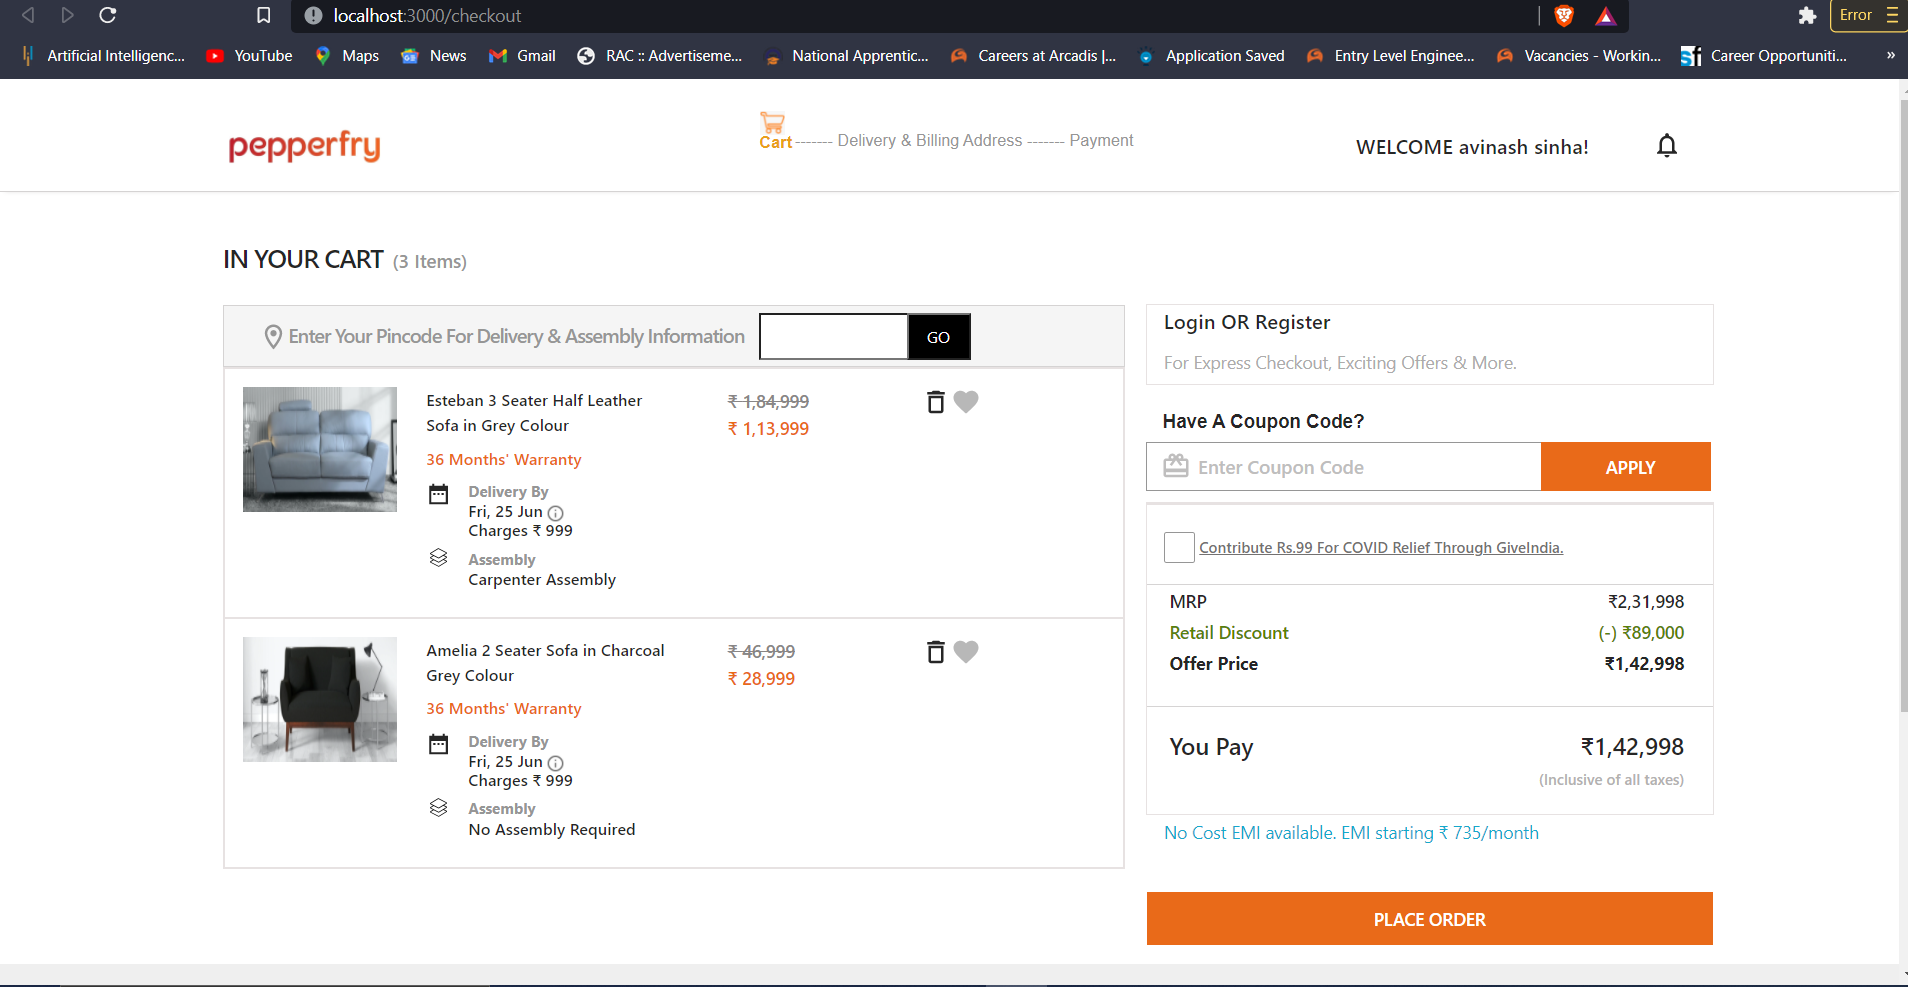 localhost:3000/checkout
Error
Artificial Intelligenc...
YouTube
Maps
News
Gmail
RAC :: Advertiseme...
National Apprentic...
Careers at Arcadis |...
Application Saved
Entry Level Enginee...
Vacancies - Workin...
Career Opportuniti...
»
pepperfry
Cart ------- Delivery & Billing Address ------- Payment
WELCOME avinash sinha!
IN YOUR CART (3 Items)
Enter Your Pincode For Delivery & Assembly Information
GO
Esteban 3 Seater Half Leather
Sofa in Grey Colour
₹ 1,84,999
₹ 1,13,999
36 Months' Warranty
Delivery By
Fri, 25 Jun
Charges ₹ 999
Assembly
Carpenter Assembly
Amelia 2 Seater Sofa in Charcoal
Grey Colour
₹ 46,999
₹ 28,999
36 Months' Warranty
Delivery By
Fri, 25 Jun
Charges ₹ 999
Assembly
No Assembly Required
Login OR Register
For Express Checkout, Exciting Offers & More.
Have A Coupon Code?
Enter Coupon Code
APPLY
Contribute Rs.99 For COVID Relief Through GiveIndia.
MRP ₹2,31,998
Retail Discount (-) ₹89,000
Offer Price ₹1,42,998
You Pay ₹1,42,998
(Inclusive of all taxes)
No Cost EMI available. EMI starting ₹ 735/month
PLACE ORDER